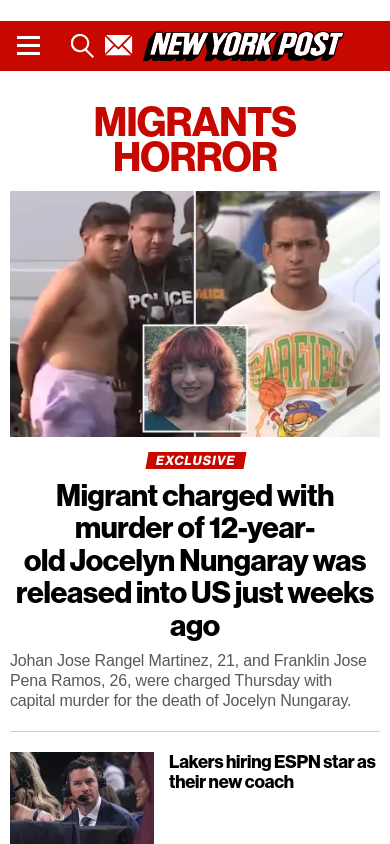 NEW YORK POST
MIGRANTS
HORROR
POLICE
POLICE
GARFIELD
EXCLUSIVE
Migrant charged with
murder of 12-year-
old Jocelyn Nungaray was
released into US just weeks
ago
Johan Jose Rangel Martinez, 21, and Franklin Jose
Pena Ramos, 26, were charged Thursday with
capital murder for the death of Jocelyn Nungaray.
Lakers hiring ESPN star as
their new coach